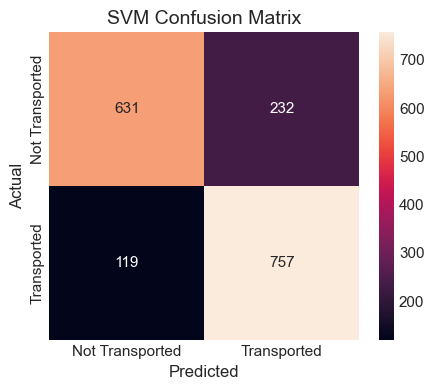 SVM Confusion Matrix
Actual
Not Transported
631
232
Transported
119
757
Not Transported
Transported
Predicted
700
600
500
400
300
200